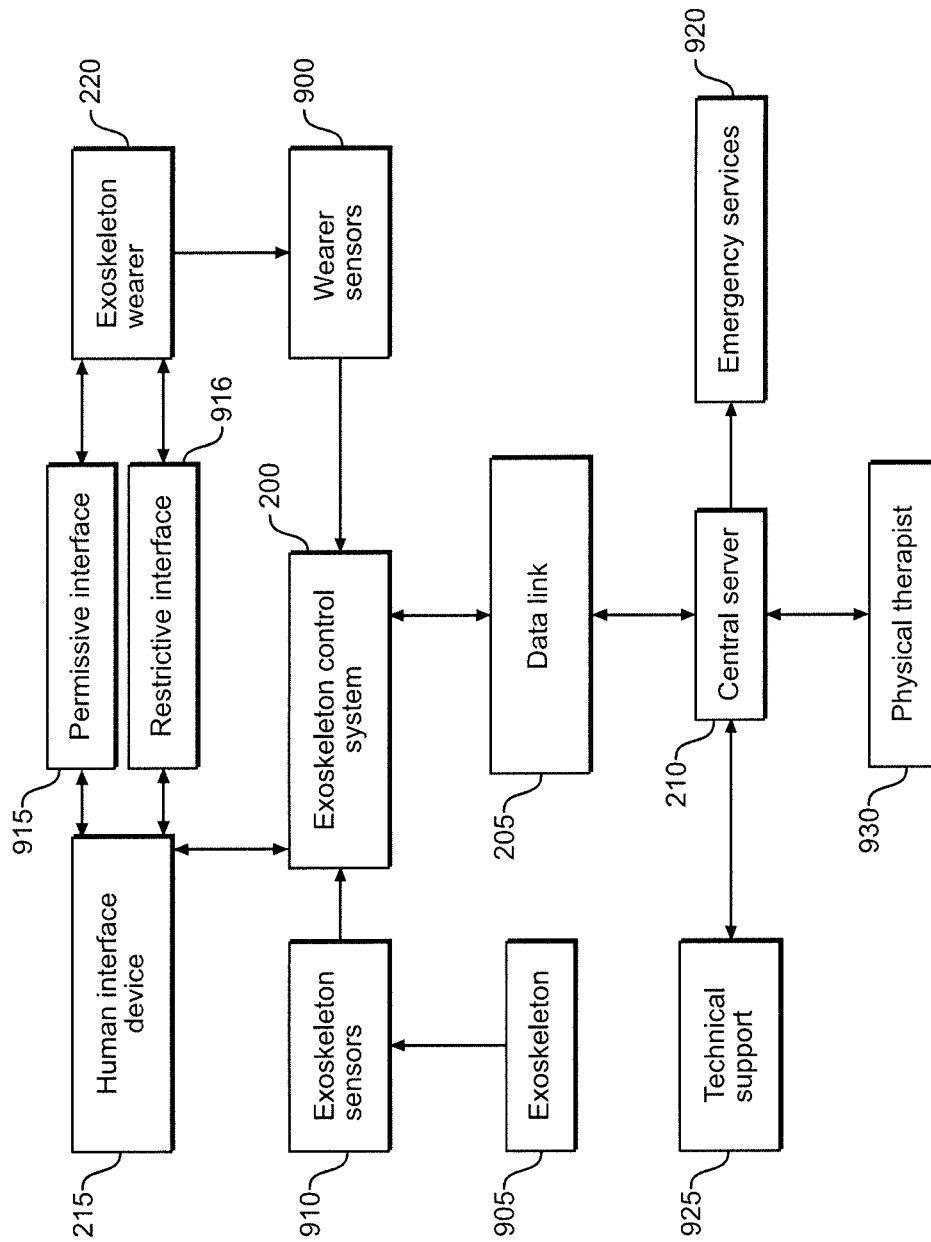 215
Human interface
device
915
Permissive interface
Restrictive interface
916
Exoskeleton
wearer
220
910
Exoskeleton
sensors
Exoskeleton control
system
200
Wearer
sensors
900
905
Exoskeleton
Data link
205
925
Technical
support
Central server
210
Emergency services
920
Physical therapist
930